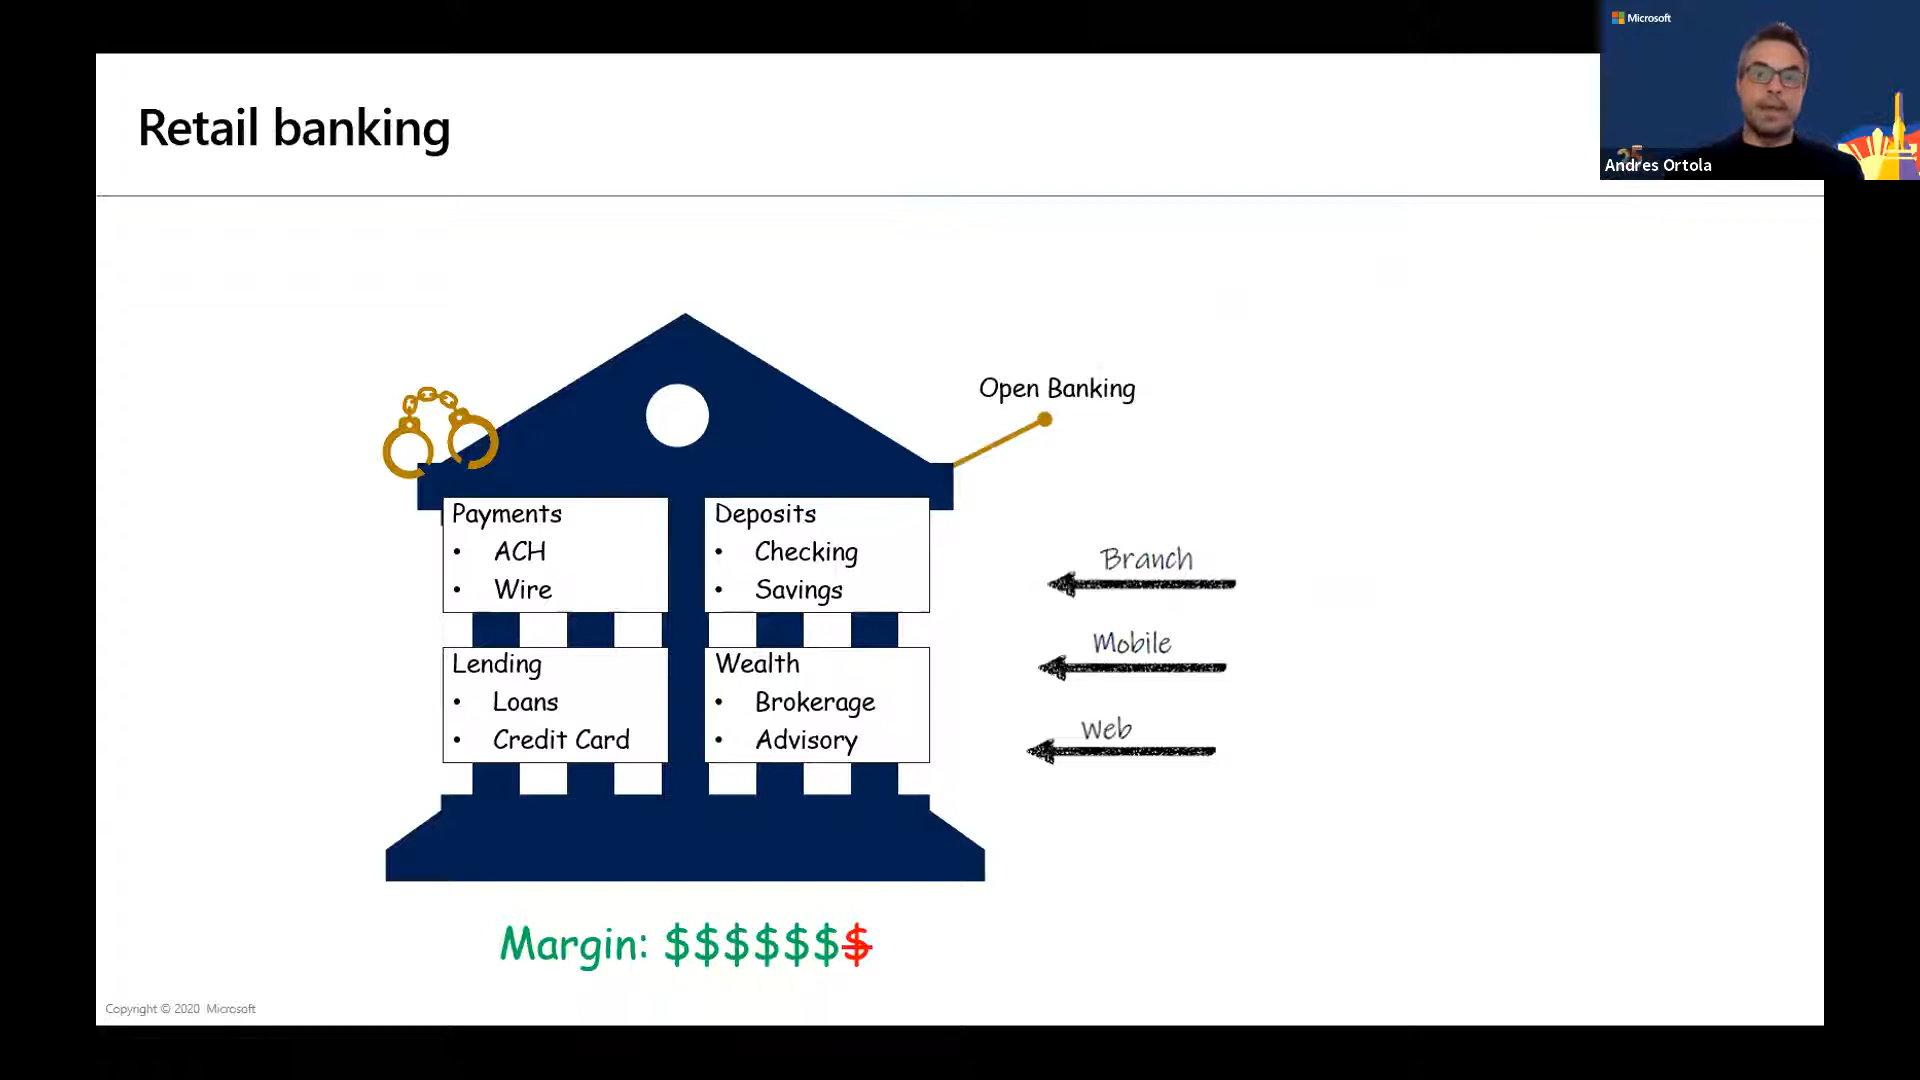 Microsoft
Andres Ortola
Retail banking
Open Banking
Payments
• ACH
• Wire
Deposits
• Checking
• Savings
Lending
• Loans
• Credit Card
Wealth
• Brokerage
• Advisory
Branch
Mobile
Web
Margin: $$$$$$$
Copyright © 2020 Microsoft